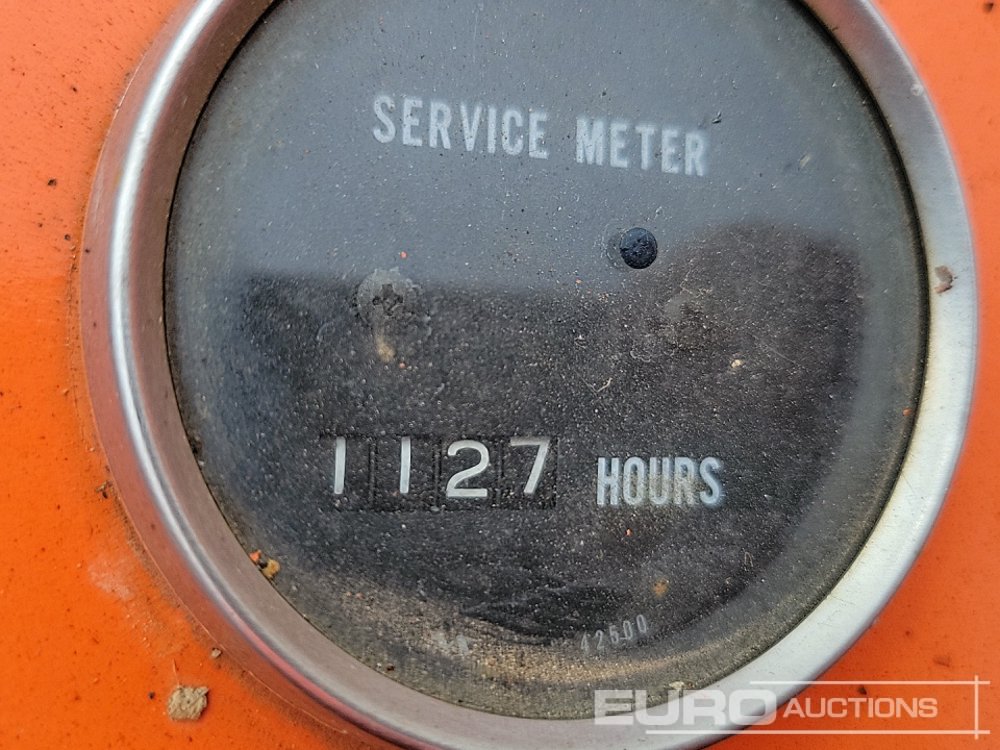 SERVICE METER
1127 HOURS
42500
EURO AUCTIONS